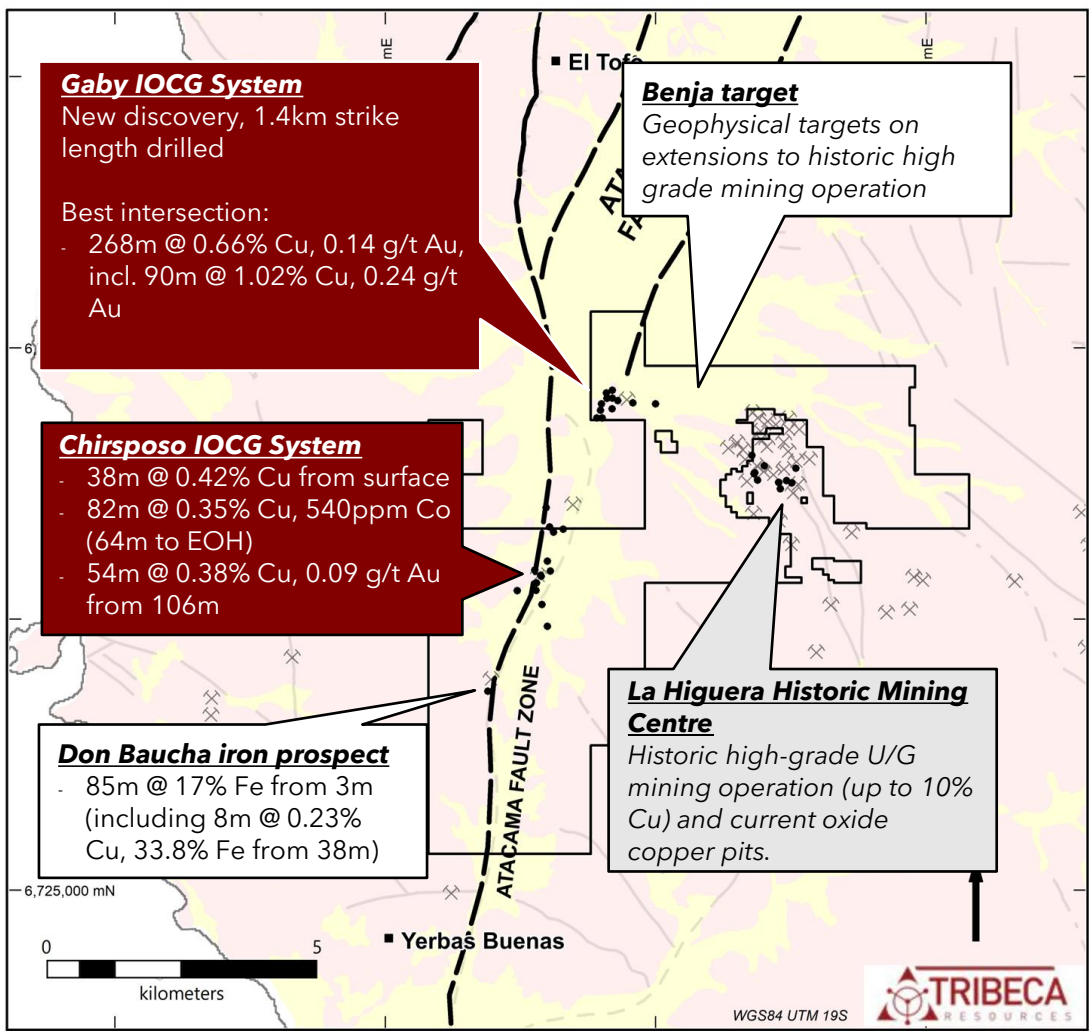 mE
mE
El Tofo
Gaby IOCG System
New discovery, 1.4km strike
length drilled
Best intersection:
- 268m @ 0.66% Cu, 0.14 g/t Au,
incl. 90m @ 1.02% Cu, 0.24 g/t
Au
Benja target
Geophysical targets on
extensions to historic high
grade mining operation
ATA
FA
6,
Chirsposo IOCG System
- 38m @ 0.42% Cu from surface
- 82m @ 0.35% Cu, 540ppm Co
(64m to EOH)
- 54m @ 0.38% Cu, 0.09 g/t Au
from 106m
Don Baucha iron prospect
- 85m @ 17% Fe from 3m
(including 8m @ 0.23%
Cu, 33.8% Fe from 38m)
ATACAMA FAULT ZONE
La Higuera Historic Mining
Centre
Historic high-grade U/G
mining operation (up to 10%
Cu) and current oxide
copper pits.
6,725,000 mN
Yerbas Buenas
0 5
kilometers
WGS84 UTM 19S
TRIBECA
RESOURCES